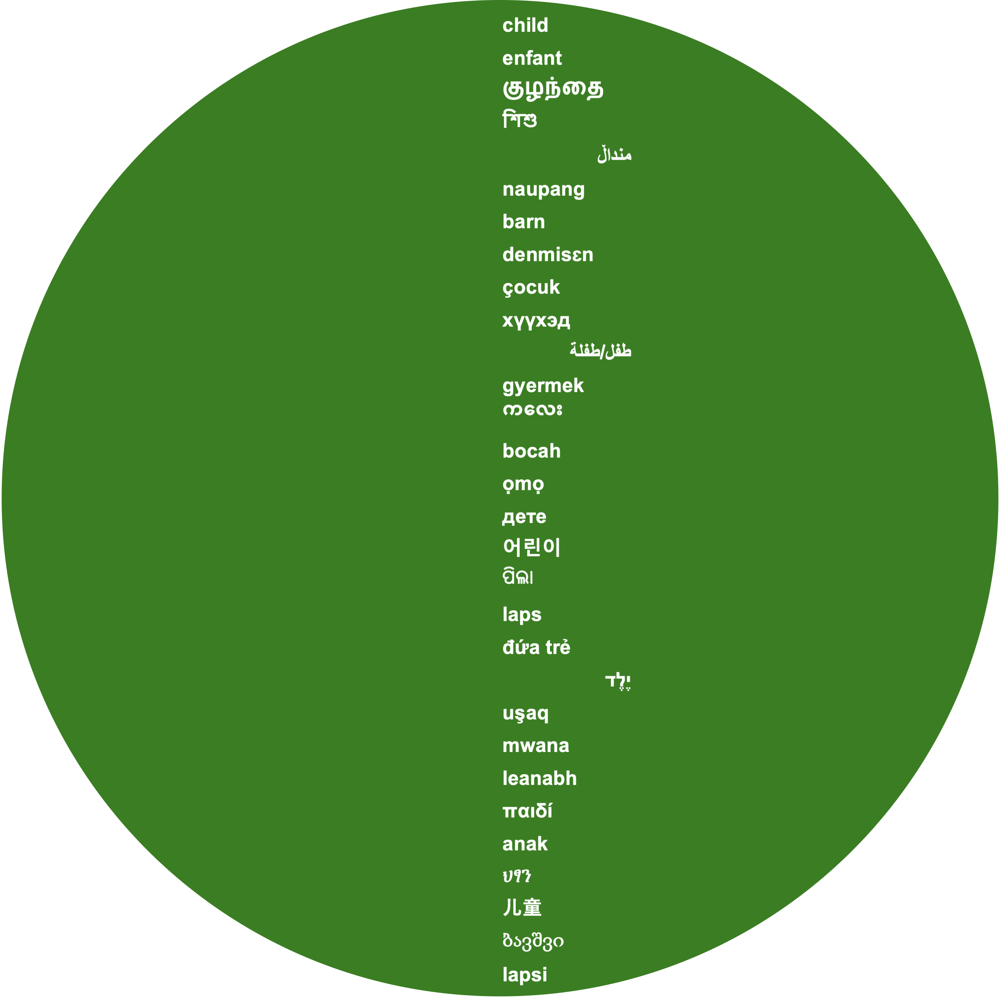 child
enfant
குழந்தை
শিশু
منداڵ
naupang
barn
denmissn
çocuk
хүүхэд
طفل/طفلة
gyermek
ကလေး
bocah
ọmọ
дете
어린이
ପିଲା
laps
đứa trẻ
יֶלֶד
uşaq
mwana
leanabh
παιδί
anak
ህፃን
儿童
ბავშვი
lapsi